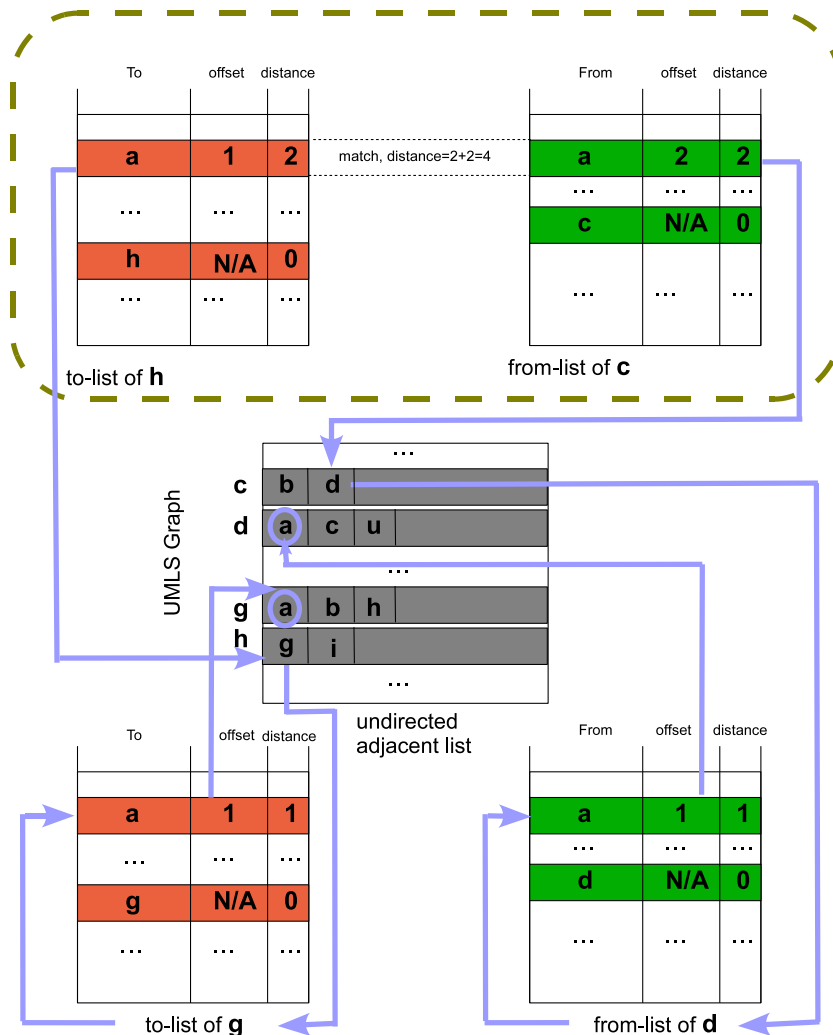 To offset distance From offset distance
a 1 2 match, distance=2+2=4 a 2 2
... ... ... ... ... ...
c N/A 0
h N/A 0
... ... ... ... ... ...
to-list of h from-list of c
...
c b d
d a c u
...
g a b h
h g i
...
UMLS Graph
undirected
adjacent list
To offset distance From offset distance
a 1 1 a 1 1
... ... ... ... ... ...
g N/A 0 d N/A 0
... ... ... ... ... ...
to-list of g from-list of d